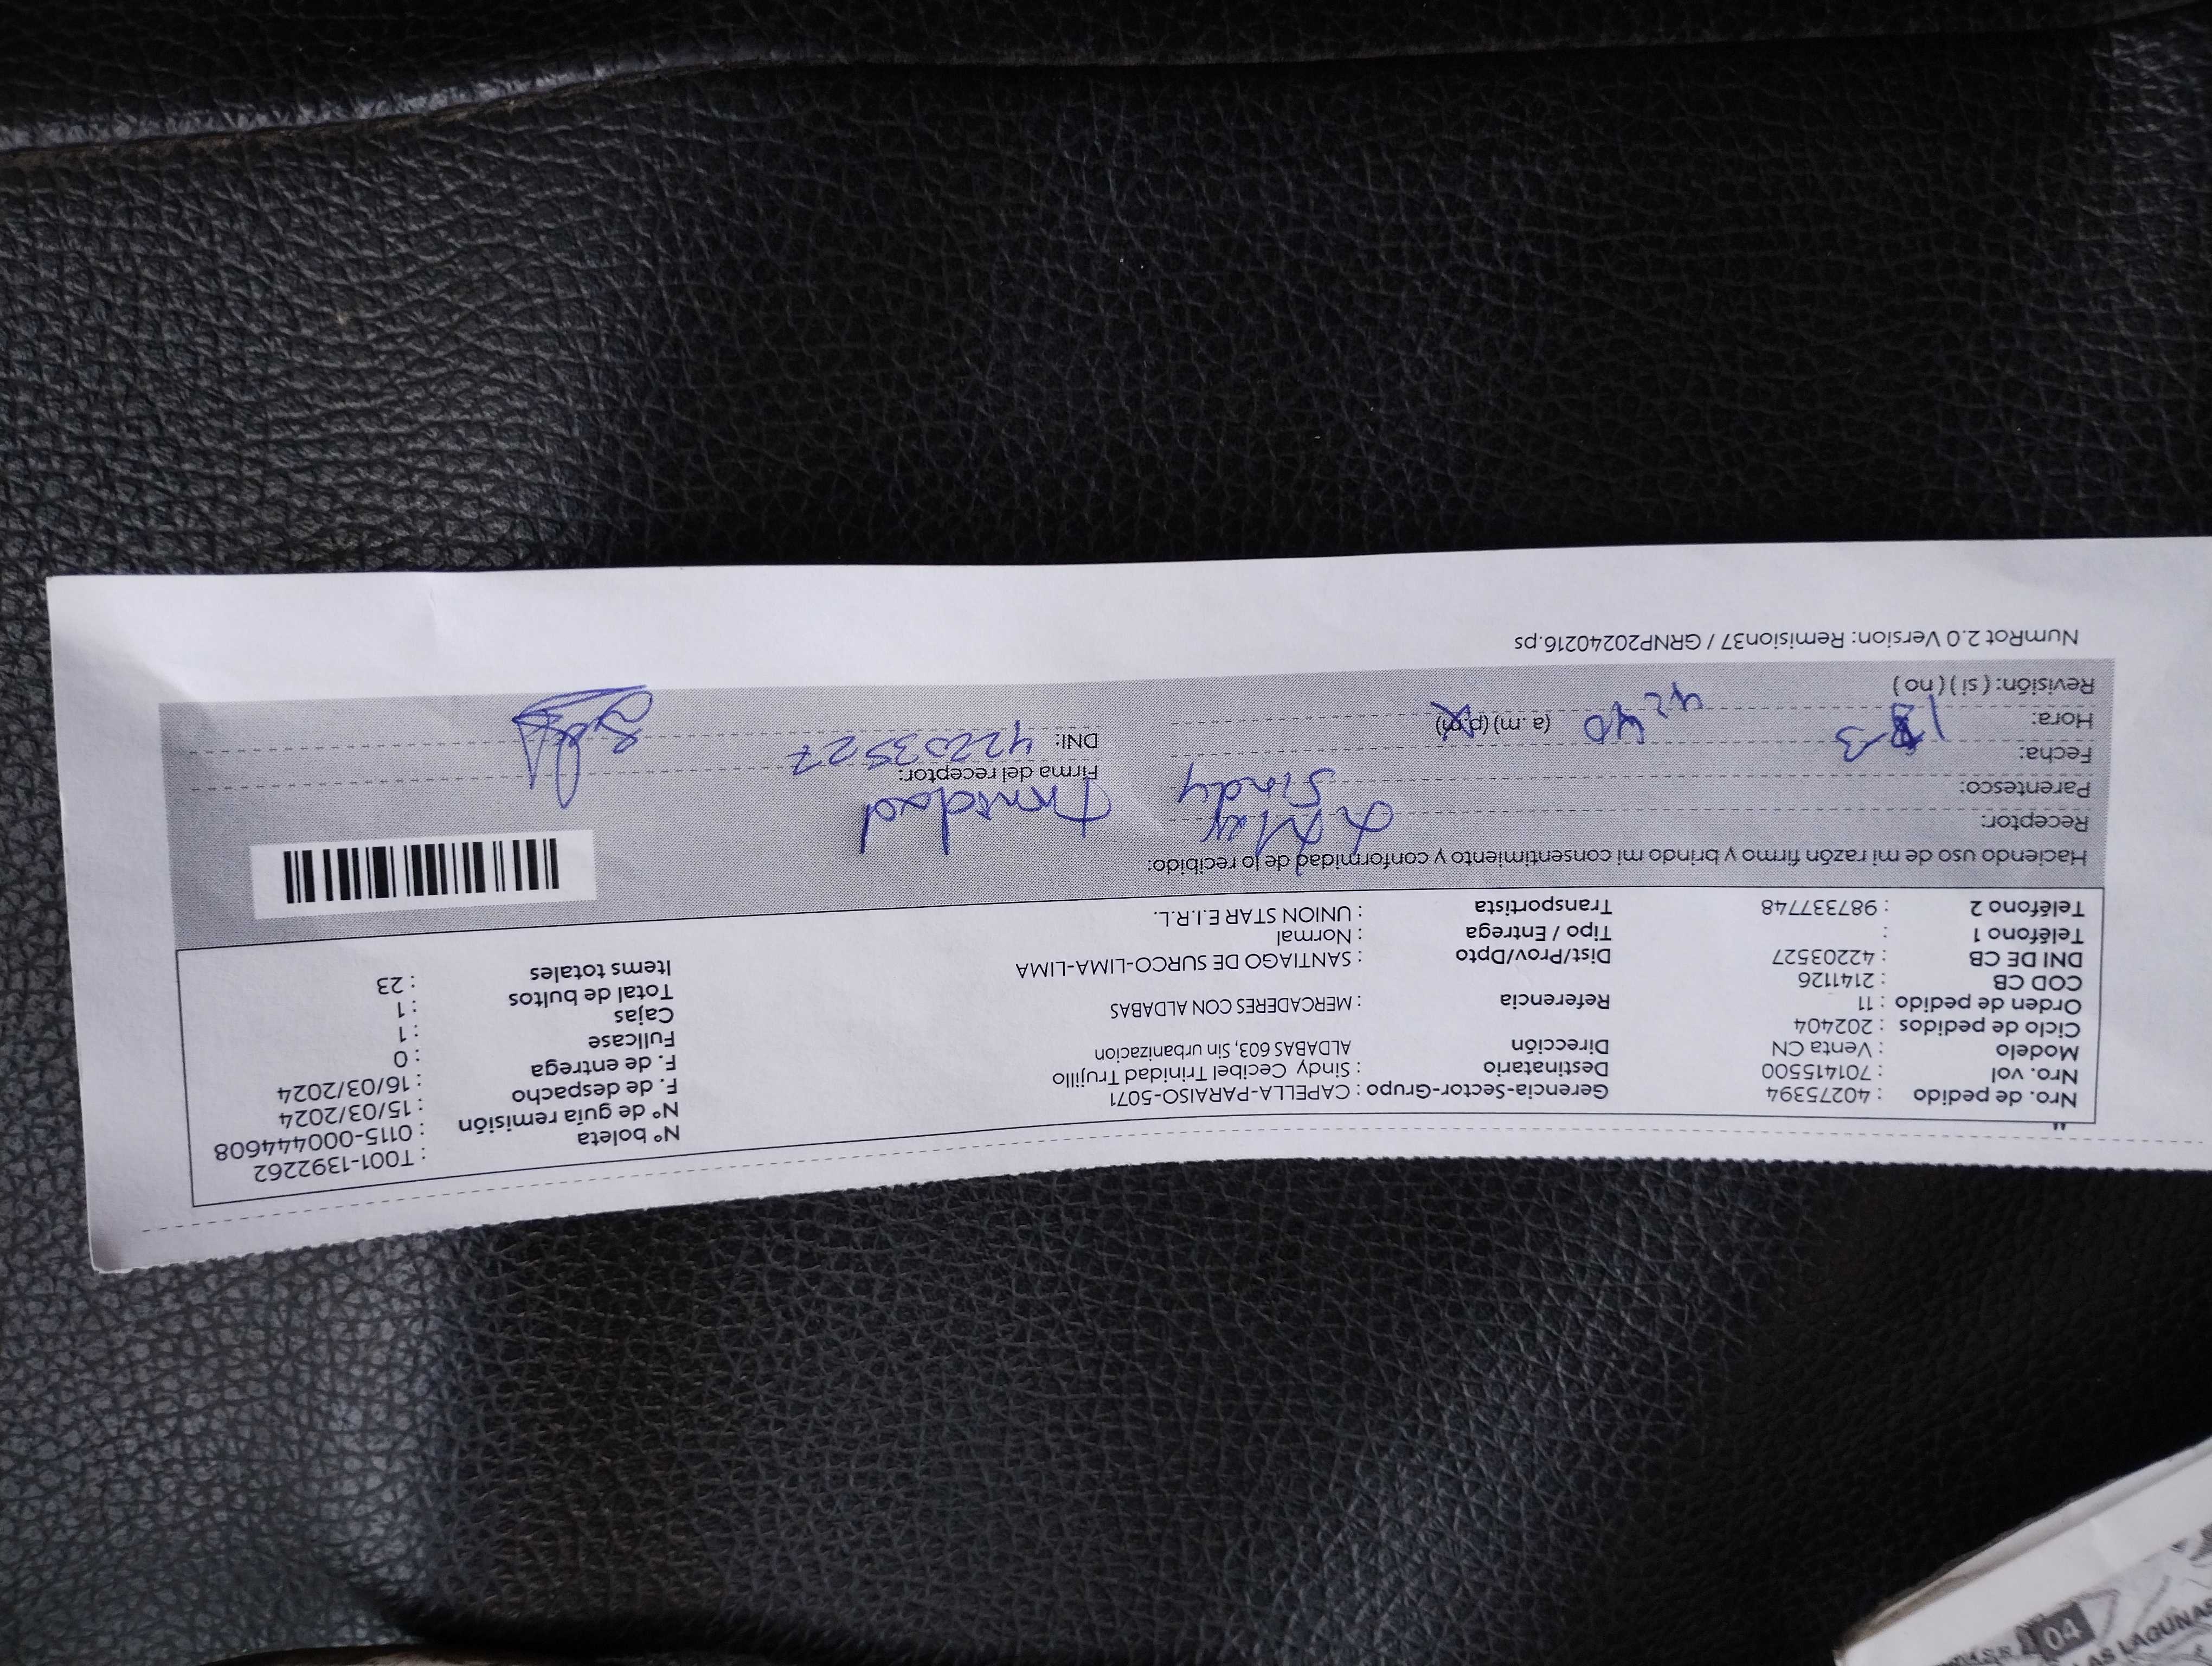 Nro. de pedido : 40275394 Gerencia-Sector-Grupo : CAPELLA-PARAISO-5071 N° boleta : T001-1392262
Nro. vol : 701415500 Destinatario : Sindy Cecibel Trinidad Trujillo N° de guía remisión : 0115-000444608
Modelo : Venta CN Dirección ALDABAS 603, Sin urbanizacion F. de despacho : 15/03/2024
Ciclo de pedidos : 202404 F. de entrega : 16/03/2024
Orden de pedido : 11 Referencia : MERCADERES CON ALDABAS Fullcase : 0
COD CB : 2141126 Cajas : 1
DNI DE CB : 42203527 Dist/Prov/Dpto : SANTIAGO DE SURCO-LIMA-LIMA Total de bultos : 1
Teléfono 1 : Tipo / Entrega : Normal Items totales : 23
Teléfono 2 : 987337748 Transportista : UNION STAR E.I.R.L.
Haciendo uso de mi razón firmo y brindo mi consentimiento y conformidad de lo recibido:
Receptor: Trinidad
Parentesco: Sindy Firma del receptor:
Fecha: 3 DNI: 42203527
Hora: 40 (a.m) (p.m)
Revisión: ( si ) ( no )
NumRot 2.0 Version: Remision37 / GRNP20240216.ps
04
LAS LAGUNAS